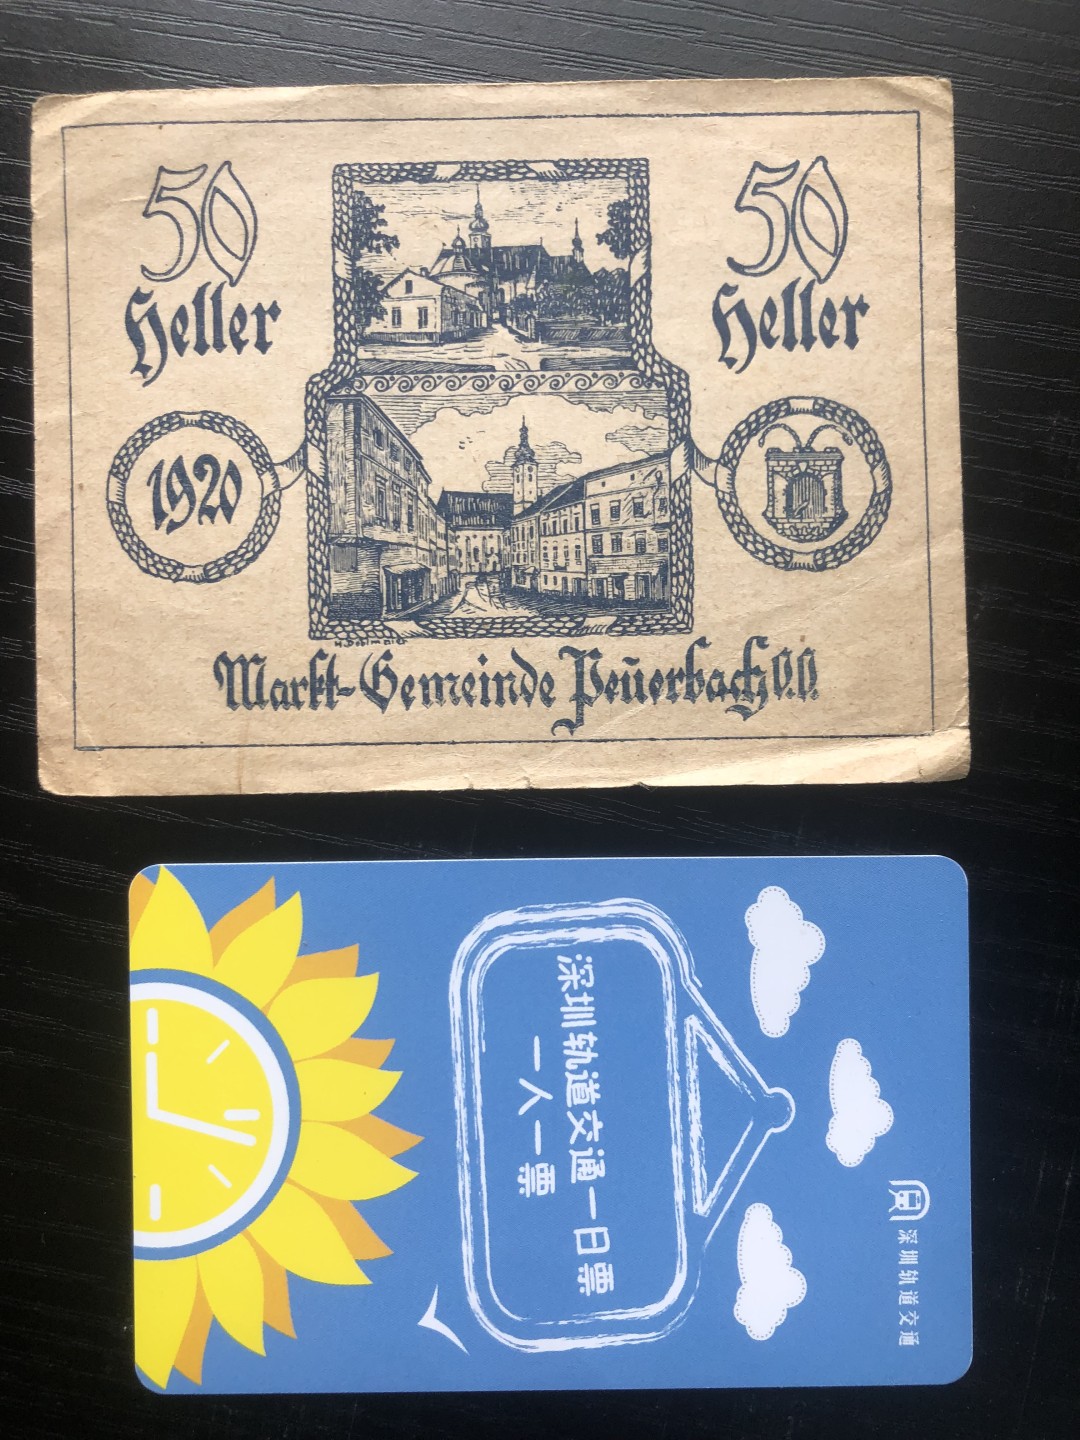 50
Heller
50
Heller
1920
Markt-Gemeinde Peuerbach O.Ö.
深圳轨道交通一日票
一人一票
深圳轨道交通